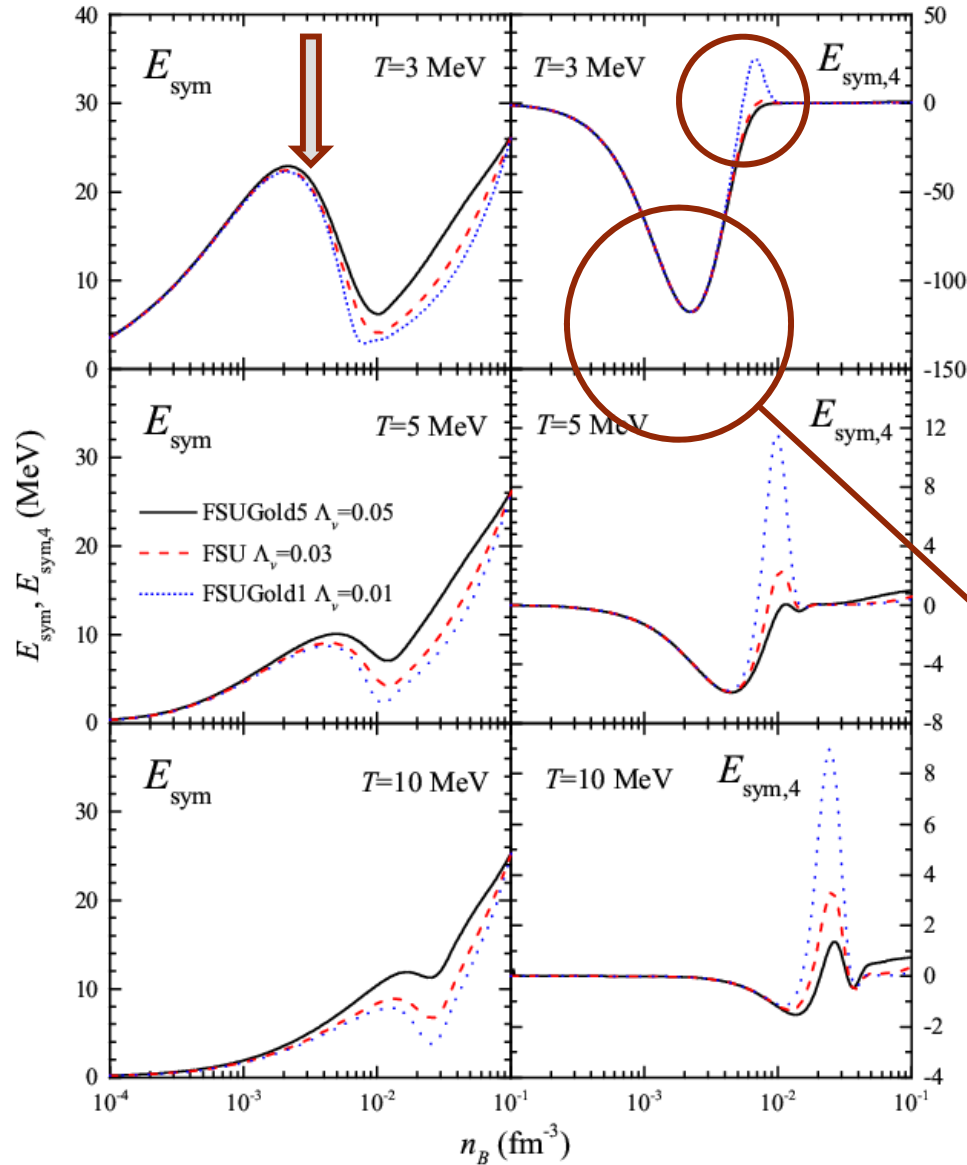 E_sym
T=3 MeV
T=3 MeV
E_sym,4
40
30
20
10
0
50
0
-50
-100
-150
E_sym
T=5 MeV
T=5 MeV
E_sym,4
FSUGold5 Λ_v=0.05
FSU Λ_v=0.03
FSUGold1 Λ_v=0.01
30
20
10
0
12
8
4
0
-4
-8
E_sym
T=10 MeV
T=10 MeV
E_sym,4
30
20
10
0
8
6
4
2
0
-2
-4
E_sym, E_sym,4 (MeV)
10^-4
10^-3
10^-2
10^-1
10^-3
10^-2
10^-1
n_B (fm^-3)